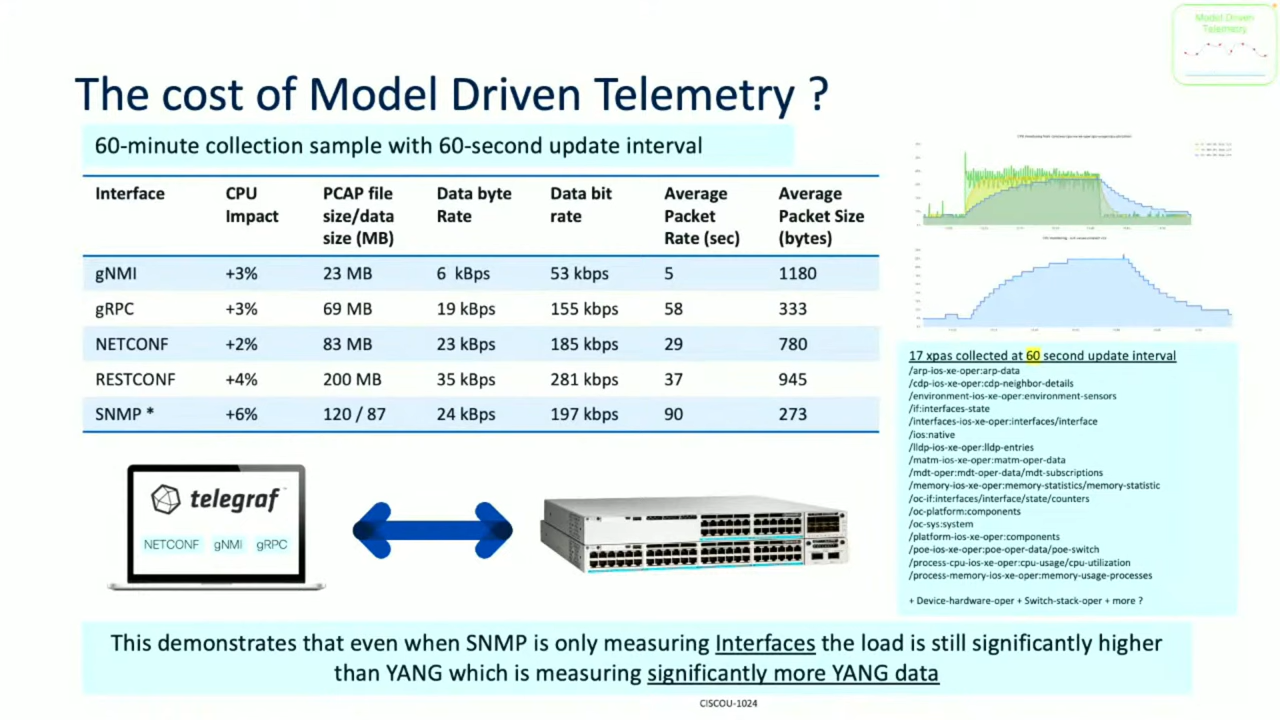 Model Driven
Telemetry
The cost of Model Driven Telemetry ?
60-minute collection sample with 60-second update interval
Interface CPU Impact PCAP file size/data size (MB) Data byte Rate Data bit rate Average Packet Rate (sec) Average Packet Size (bytes)
gNMI +3% 23 MB 6 kBps 53 kbps 5 1180
gRPC +3% 69 MB 19 kBps 155 kbps 58 333
NETCONF +2% 83 MB 23 kBps 185 kbps 29 780
RESTCONF +4% 200 MB 35 kBps 281 kbps 37 945
SNMP * +6% 120 / 87 24 kBps 197 kbps 90 273
17 xpas collected at 60 second update interval
/arp-ios-xe-oper:arp-data
/cdp-ios-xe-oper:cdp-neighbor-details
/environment-ios-xe-oper:environment-sensors
/if:interfaces-state
/interfaces-ios-xe-oper:interfaces/interface
/ios:native
/lldp-ios-xe-oper:lldp-entries
/matm-ios-xe-oper:matm-oper-data
/mdt-oper:mdt-oper-data/mdt-subscriptions
/memory-ios-xe-oper:memory-statistics/memory-statistic
/oc-if:interfaces/interface/state/counters
/oc-platform:components
/oc-sys:system
/platform-ios-xe-oper:components
/poe-ios-xe-oper:poe-oper-data/poe-switch
/process-cpu-ios-xe-oper:cpu-usage/cpu-utilization
/process-memory-ios-xe-oper:memory-usage-processes
+ Device-hardware-oper + Switch-stack-oper + more ?
telegraf
NETCONF gNMI gRPC
This demonstrates that even when SNMP is only measuring Interfaces the load is still significantly higher
than YANG which is measuring significantly more YANG data
CISCOU-1024